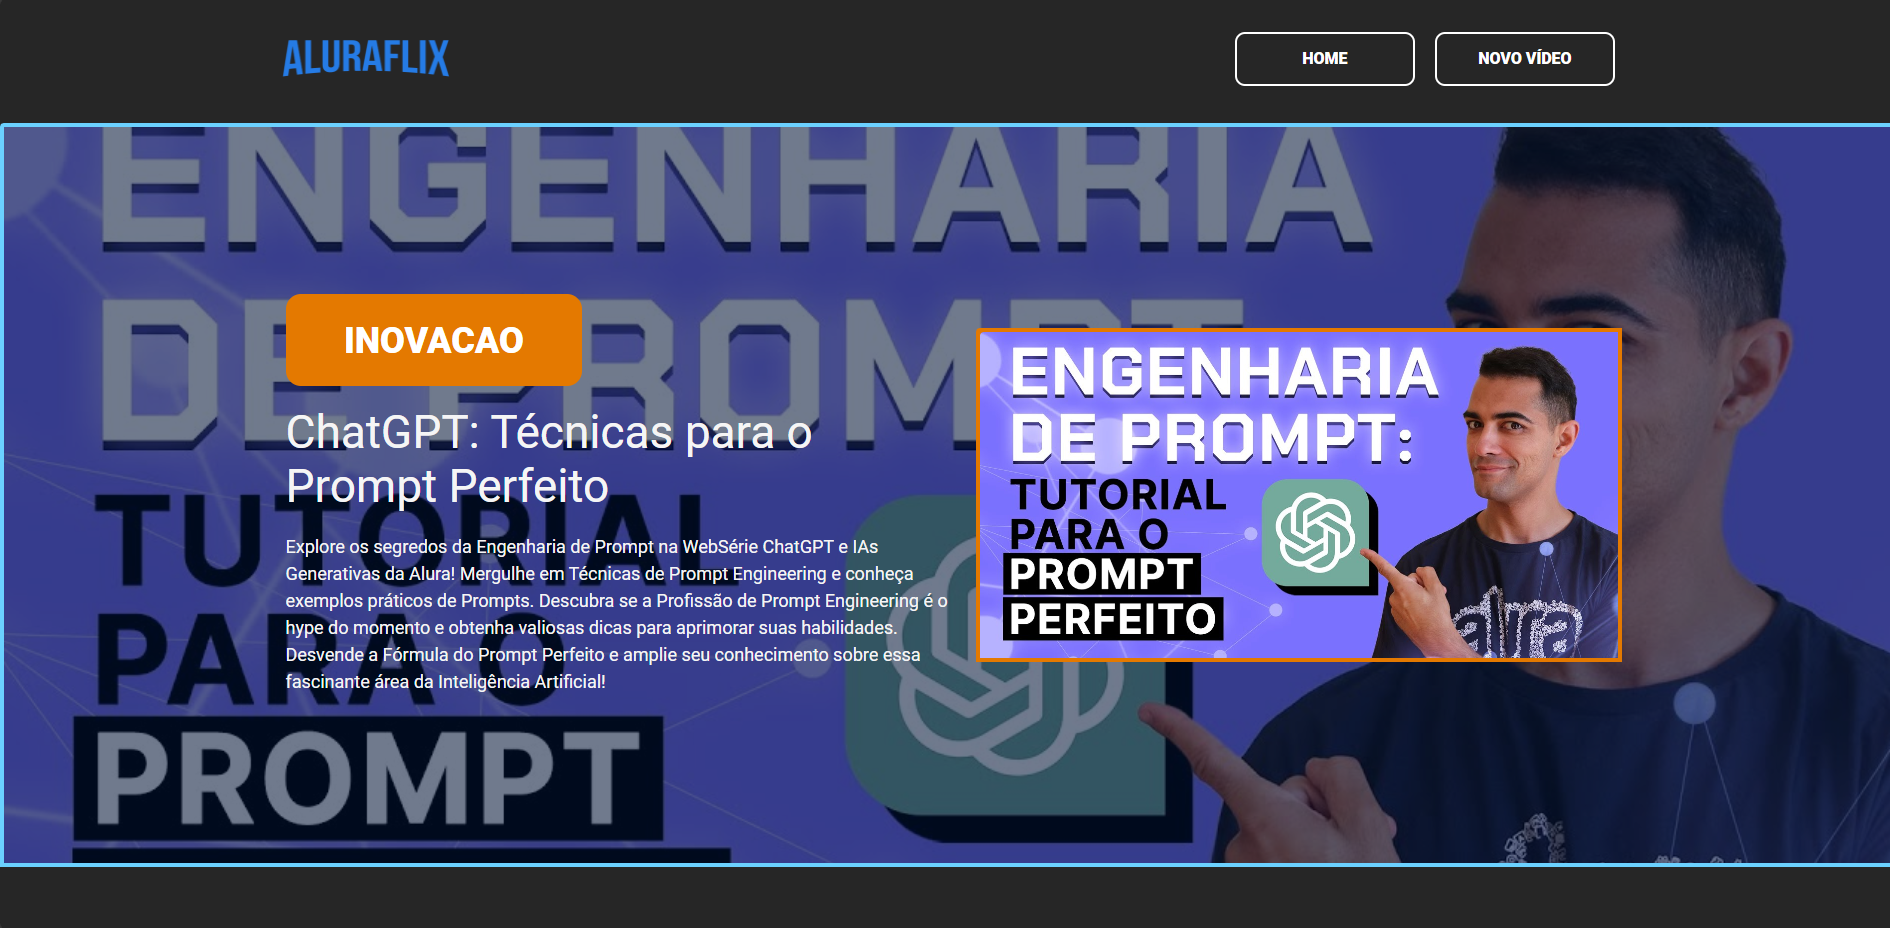 ALURAFLIX
HOME
NOVO VÍDEO
ENGENHARIA
DE PROMPT
TUTORIAL
PARA O
PROMPT
INOVACAO
ChatGPT: Técnicas para o
Prompt Perfeito
Explore os segredos da Engenharia de Prompt na WebSérie ChatGPT e IAs
Generativas da Alura! Mergulhe em Técnicas de Prompt Engineering e conheça
exemplos práticos de Prompts. Descubra se a Profissão de Prompt Engineering é o
hype do momento e obtenha valiosas dicas para aprimorar suas habilidades.
Desvende a Fórmula do Prompt Perfeito e amplie seu conhecimento sobre essa
fascinante área da Inteligência Artificial!
ENGENHARIA
DE PROMPT:
TUTORIAL
PARA O
PROMPT
PERFEITO
alura